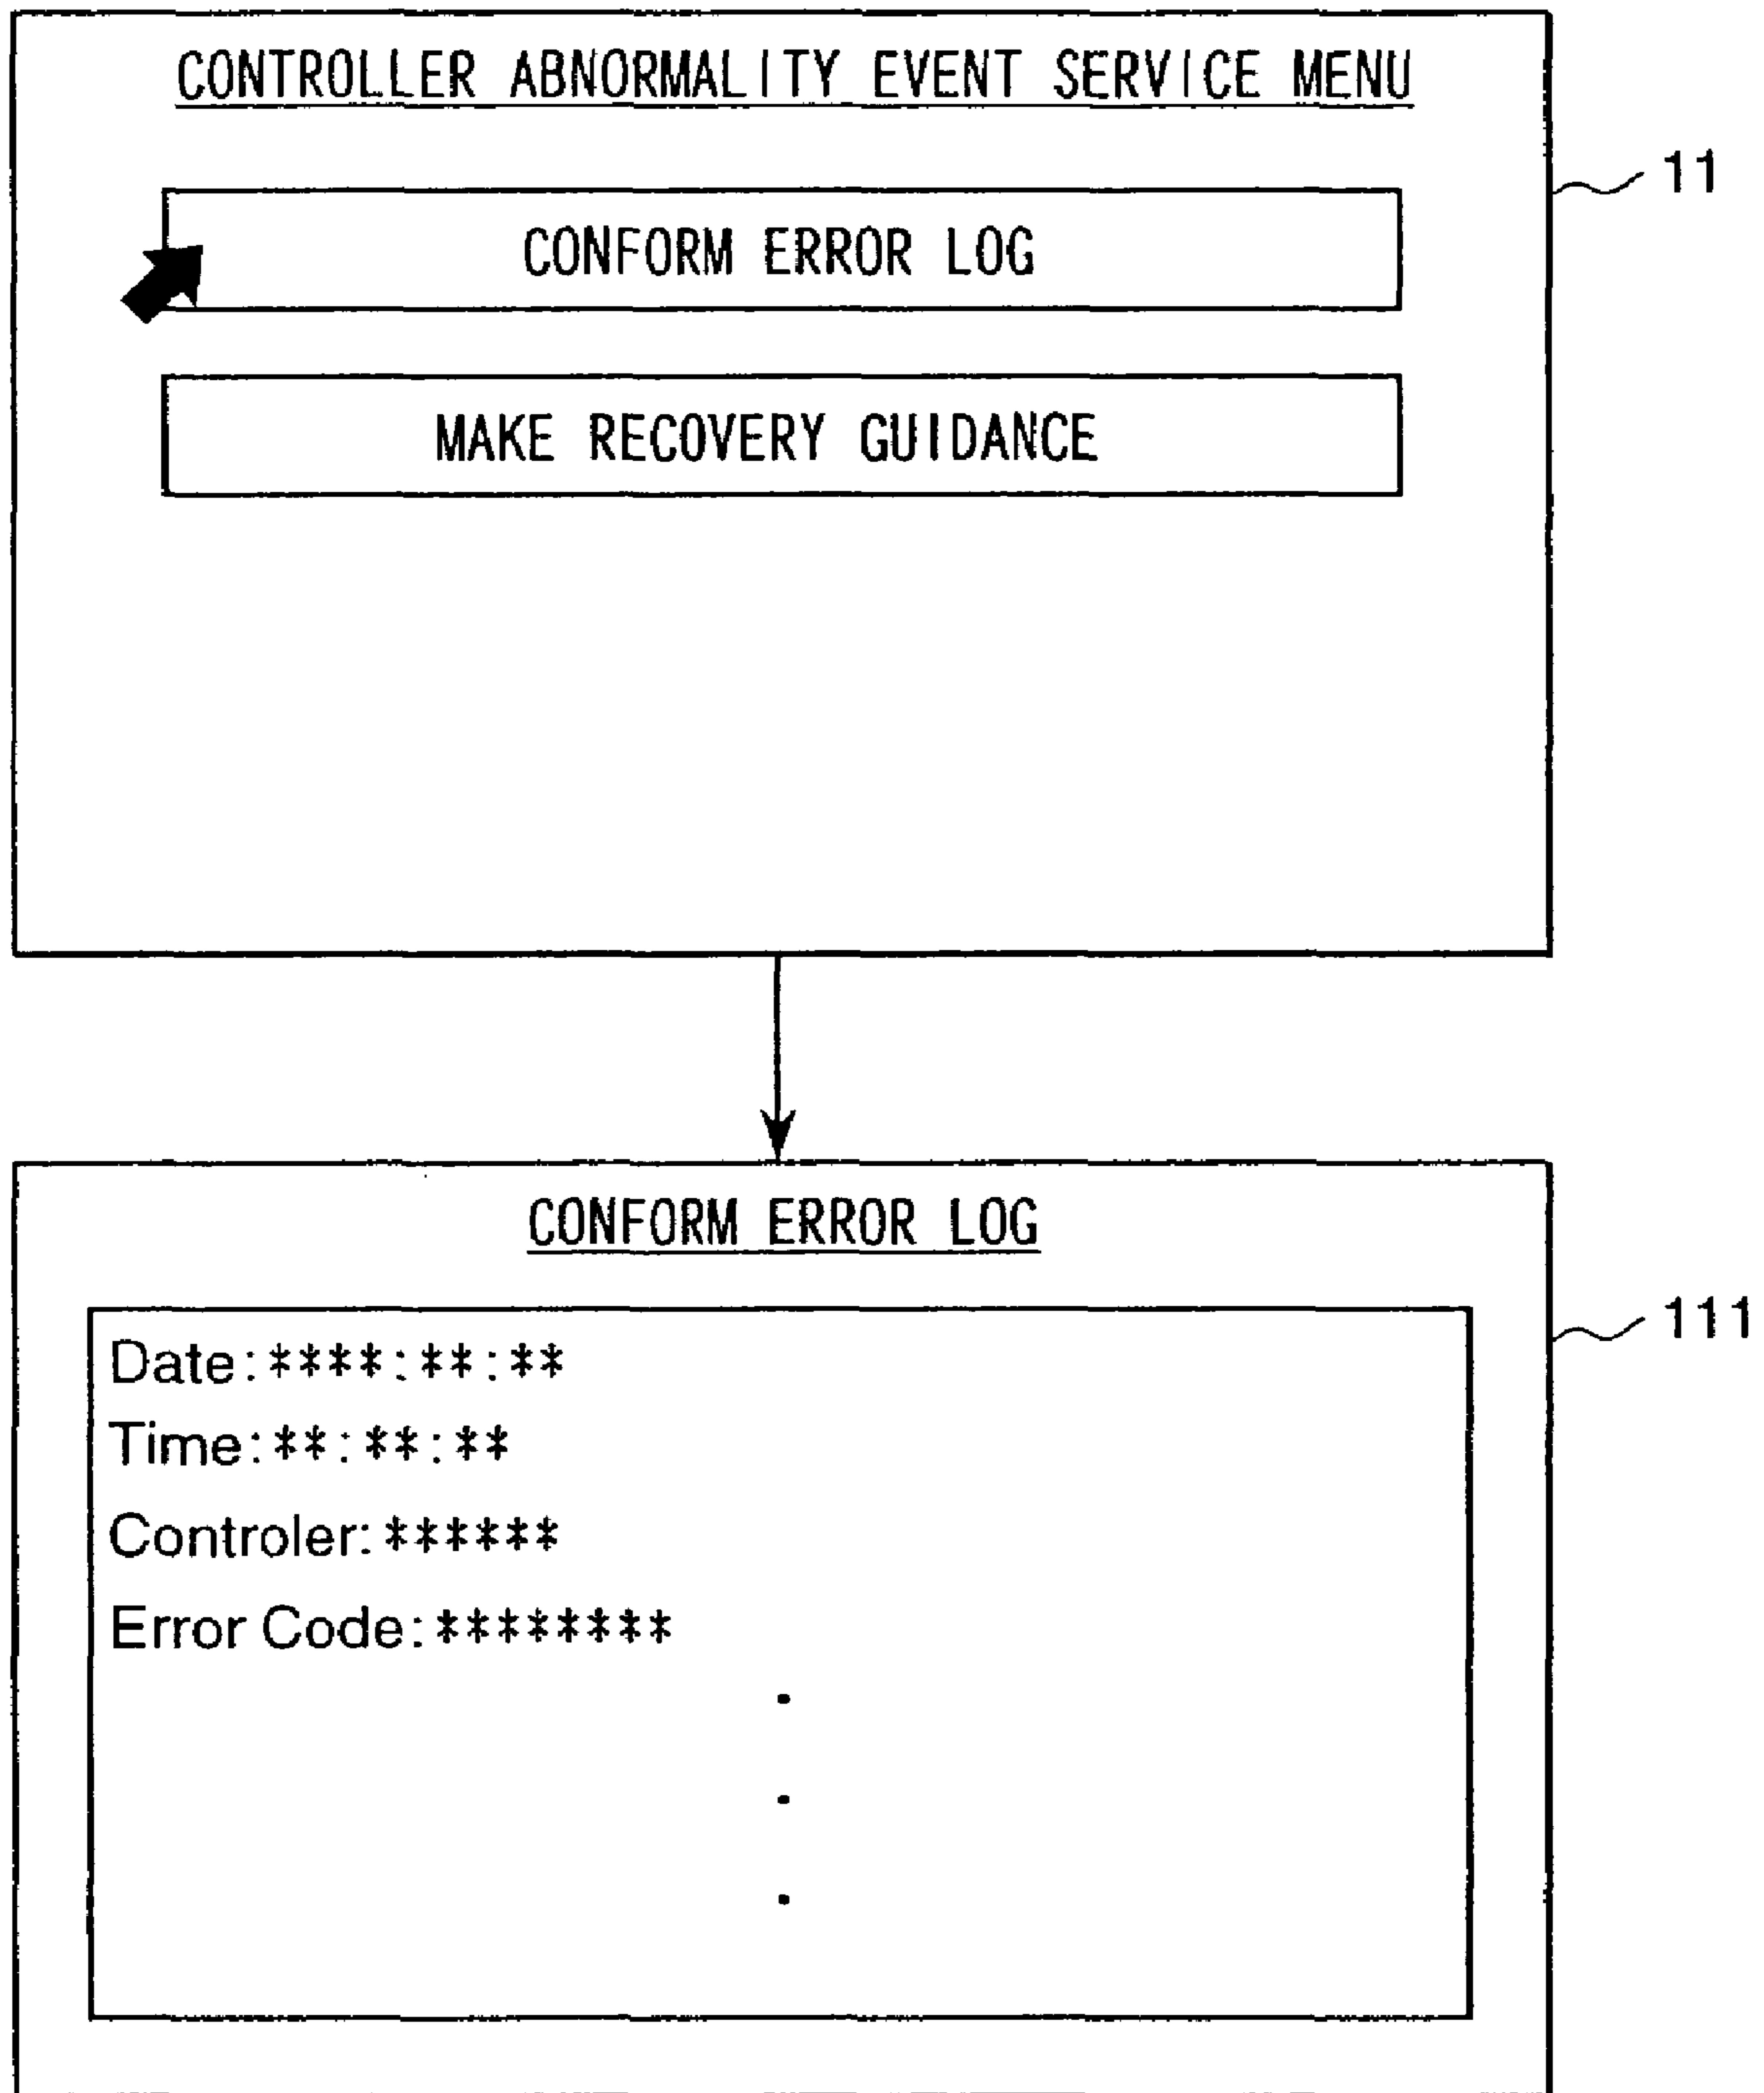 CONTROLLER ABNORMALITY EVENT SERVICE MENU
11
CONFORM ERROR LOG
MAKE RECOVERY GUIDANCE
CONFORM ERROR LOG
111
Date:****:**:**
Time:**:**:**
Controler:******
Error Code:********